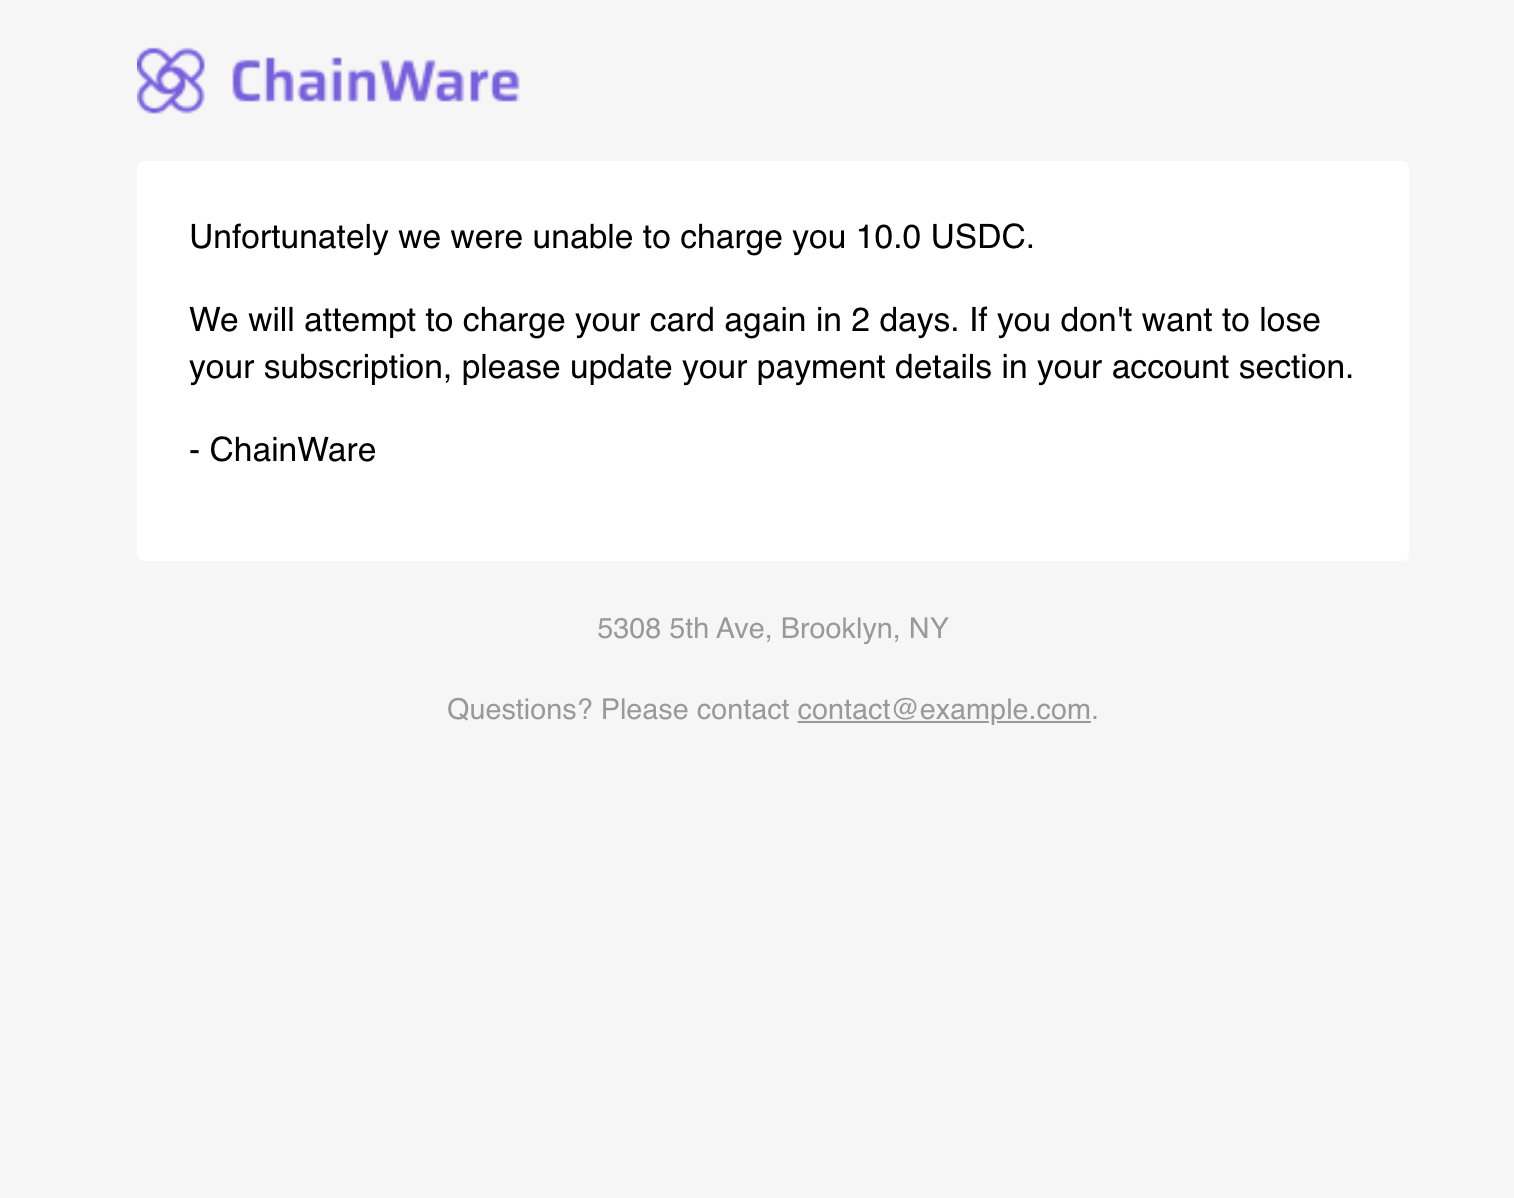 ChainWare
Unfortunately we were unable to charge you 10.0 USDC.
We will attempt to charge your card again in 2 days. If you don't want to lose
your subscription, please update your payment details in your account section.
- ChainWare
5308 5th Ave, Brooklyn, NY
Questions? Please contact contact@example.com.